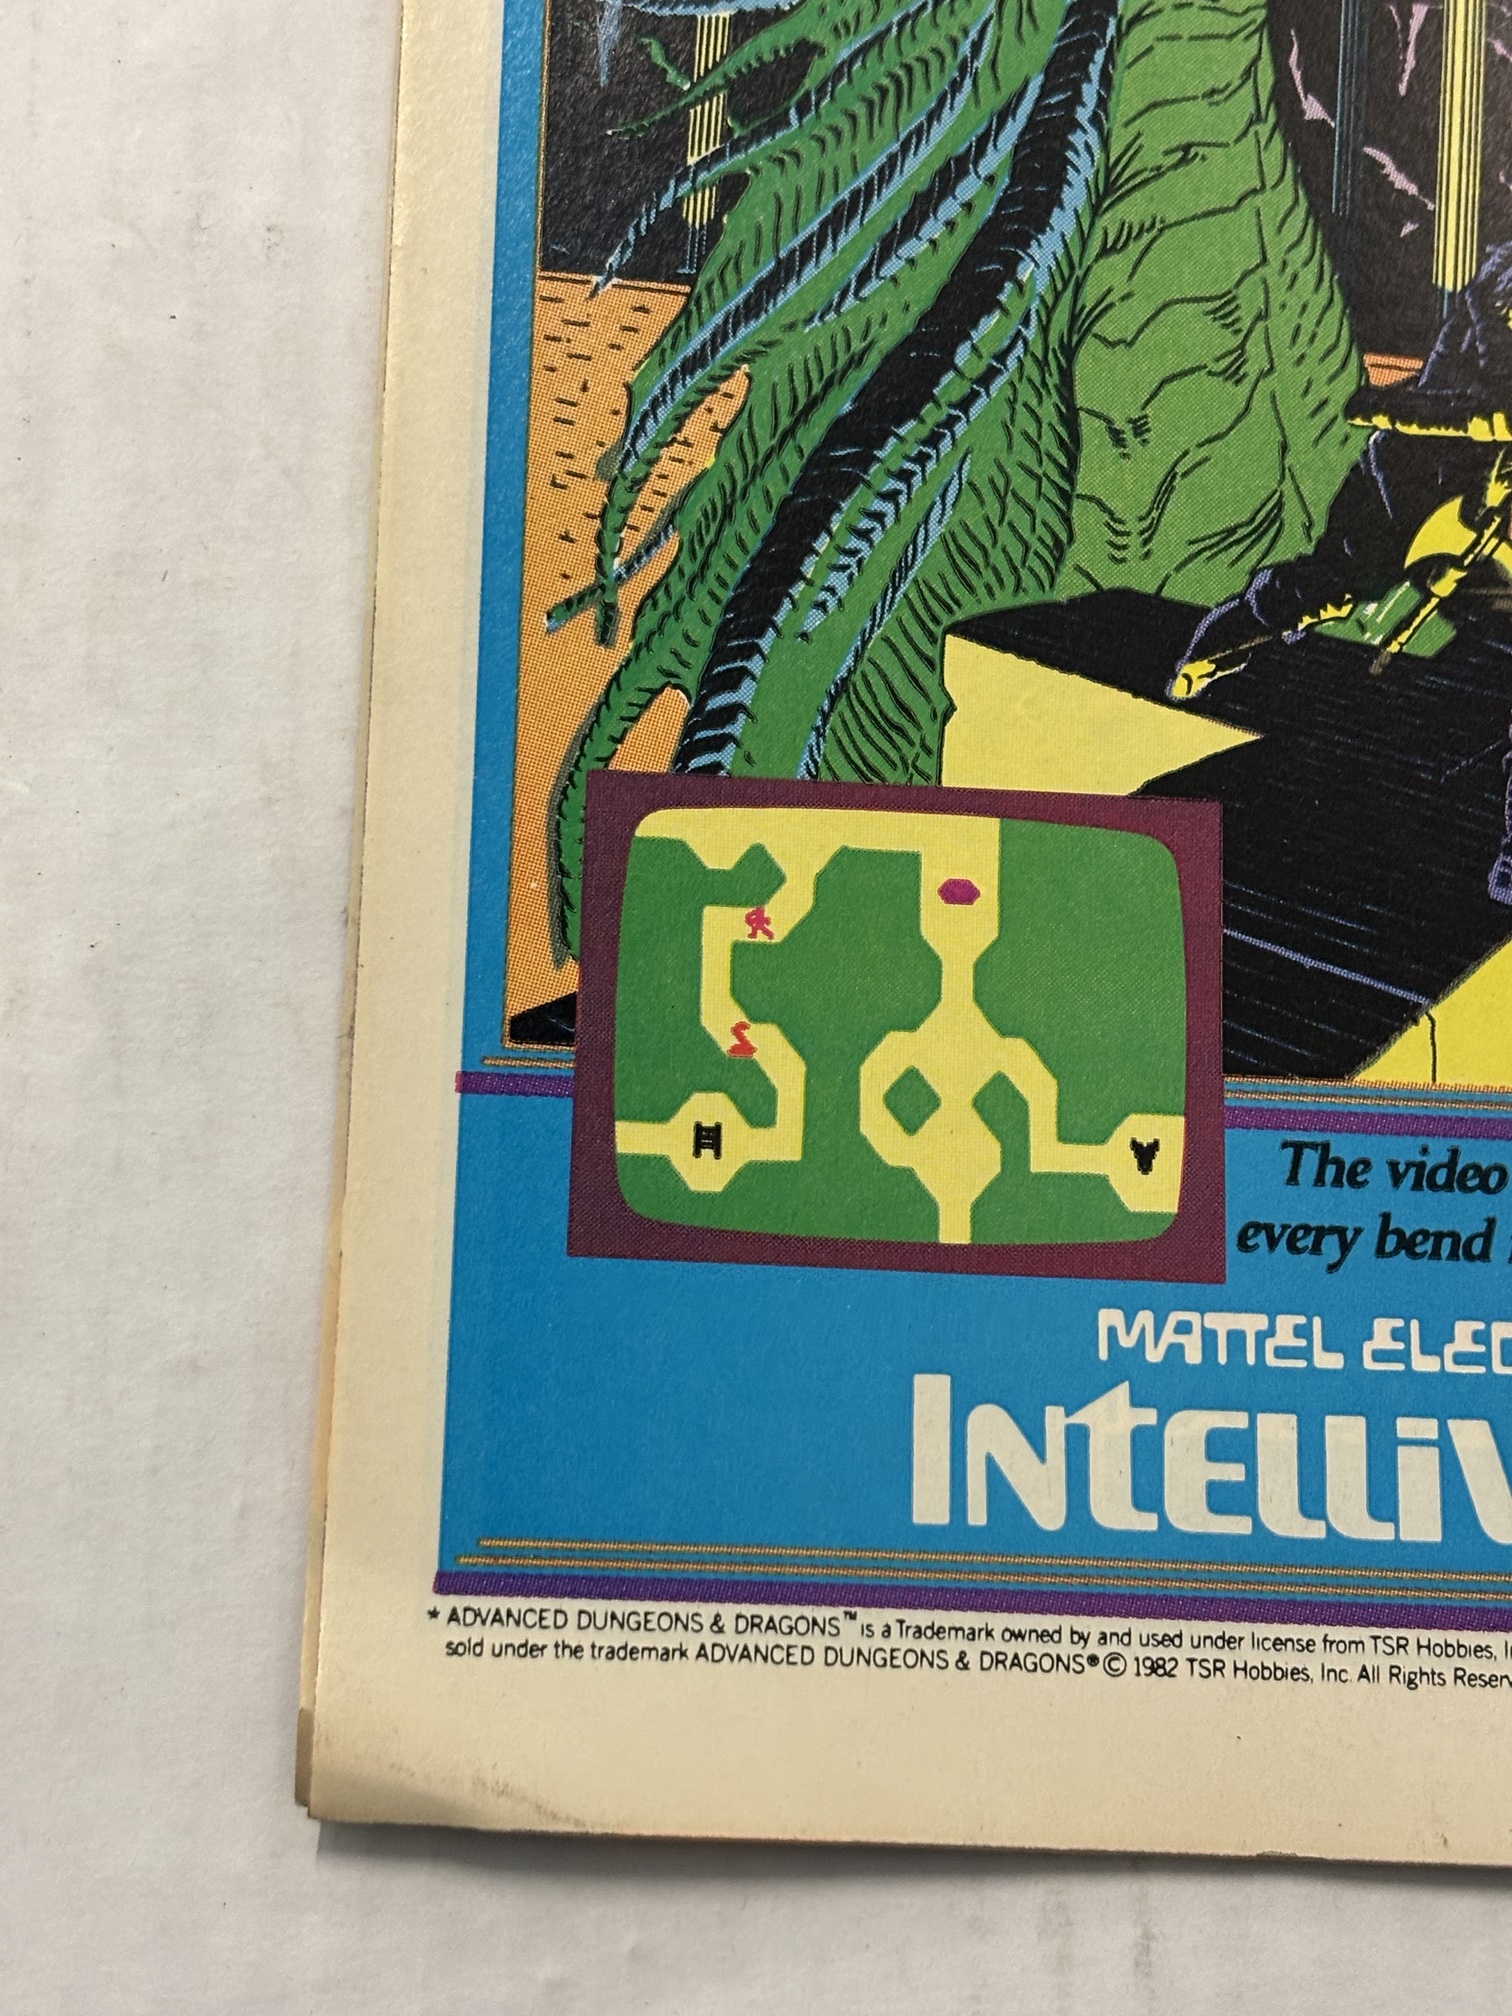 The video
every bend
MATTEL ELEC
INTELLIV
* ADVANCED DUNGEONS & DRAGONS™ is a Trademark owned by and used under license from TSR Hobbies, I
sold under the trademark ADVANCED DUNGEONS & DRAGONS® © 1982 TSR Hobbies, Inc. All Rights Reserv